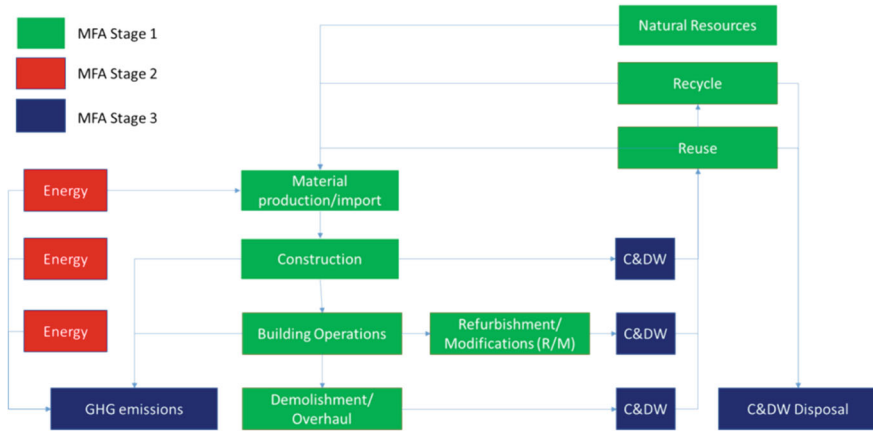 MFA Stage 1
MFA Stage 2
MFA Stage 3
Natural Resources
Recycle
Reuse
Energy
Material
production/import
Energy
Construction
C&DW
Energy
Building Operations
Refurbishment/
Modifications (R/M)
C&DW
GHG emissions
Demolishment/
Overhaul
C&DW
C&DW Disposal